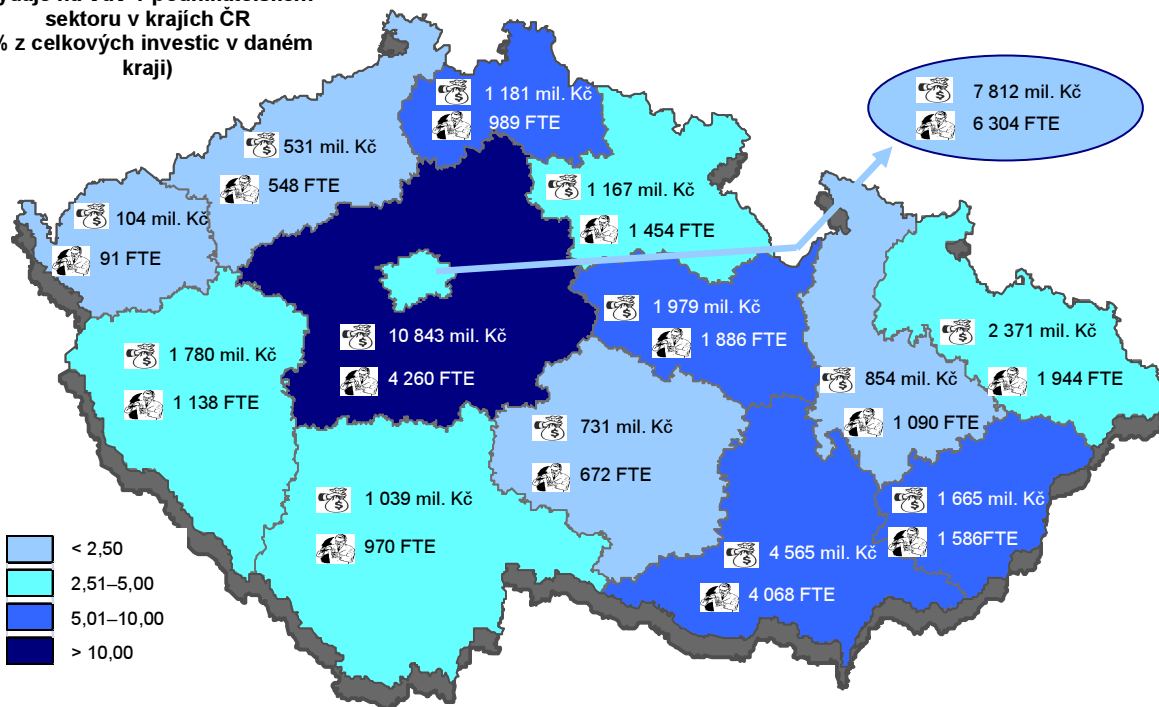 sektoru v krajích ČR
% z celkových investic v daném
kraji)
1 181 mil. Kč
989 FTE
7 812 mil. Kč
6 304 FTE
531 mil. Kč
548 FTE
1 167 mil. Kč
1 454 FTE
104 mil. Kč
91 FTE
1 979 mil. Kč
1 886 FTE
10 843 mil. Kč
4 260 FTE
1 780 mil. Kč
1 138 FTE
2 371 mil. Kč
1 944 FTE
854 mil. Kč
1 090 FTE
731 mil. Kč
672 FTE
1 039 mil. Kč
970 FTE
1 665 mil. Kč
1 586FTE
4 565 mil. Kč
4 068 FTE
< 2,50
2,51–5,00
5,01–10,00
> 10,00